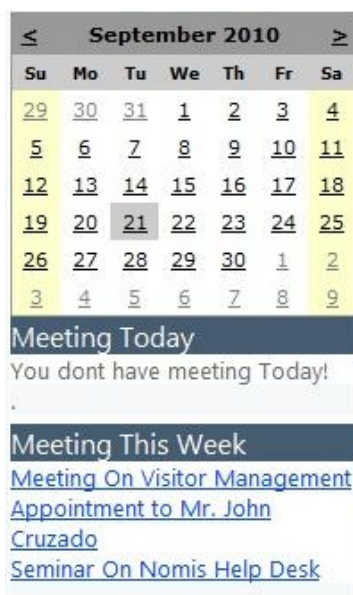 < September 2010 >
Su Mo Tu We Th Fr Sa
29 30 31 1 2 3 4
5 6 7 8 9 10 11
12 13 14 15 16 17 18
19 20 21 22 23 24 25
26 27 28 29 30 1 2
3 4 5 6 7 8 9
Meeting Today
You dont have meeting Today!
.
Meeting This Week
Meeting On Visitor Management
Appointment to Mr. John
Cruzado
Seminar On Nomis Help Desk